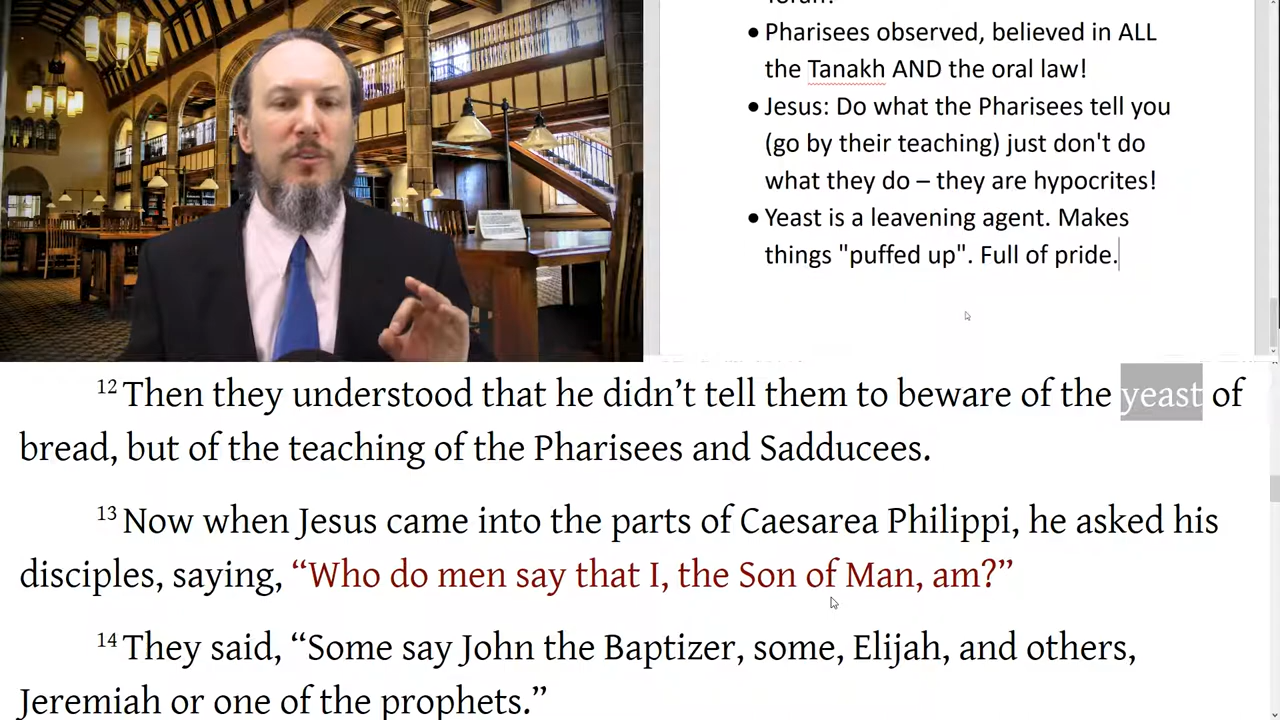 • Pharisees observed, believed in ALL
the Tanakh AND the oral law!
• Jesus: Do what the Pharisees tell you
(go by their teaching) just don't do
what they do – they are hypocrites!
• Yeast is a leavening agent. Makes
things "puffed up". Full of pride.
12 Then they understood that he didn’t tell them to beware of the yeast of
bread, but of the teaching of the Pharisees and Sadducees.
13 Now when Jesus came into the parts of Caesarea Philippi, he asked his
disciples, saying, “Who do men say that I, the Son of Man, am?”
14 They said, “Some say John the Baptizer, some, Elijah, and others,
Jeremiah or one of the prophets.”